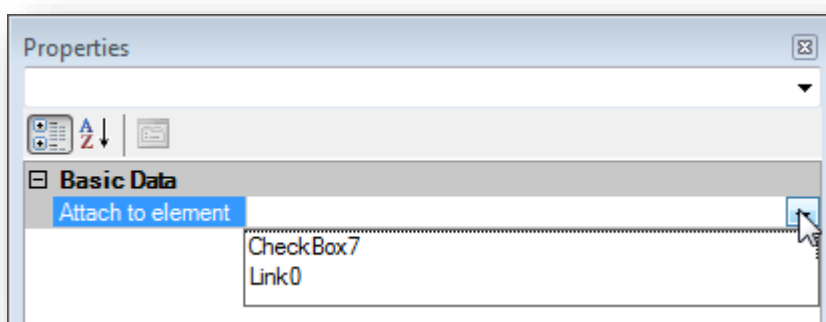 Properties
A
Z
Basic Data
Attach to element
CheckBox7
Link0